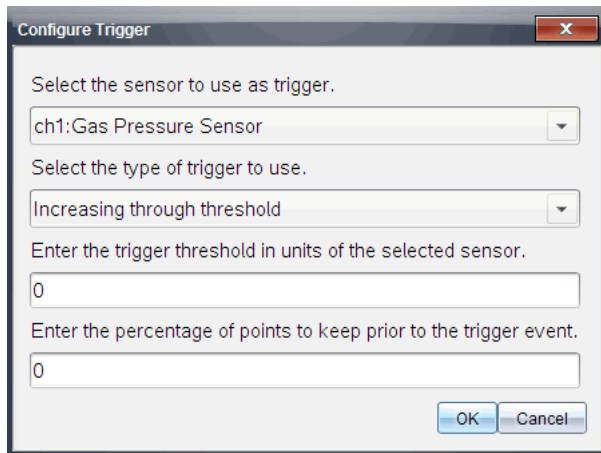 Configure Trigger
x
Select the sensor to use as trigger.
ch1:Gas Pressure Sensor
Select the type of trigger to use.
Increasing through threshold
Enter the trigger threshold in units of the selected sensor.
0
Enter the percentage of points to keep prior to the trigger event.
0
OK Cancel